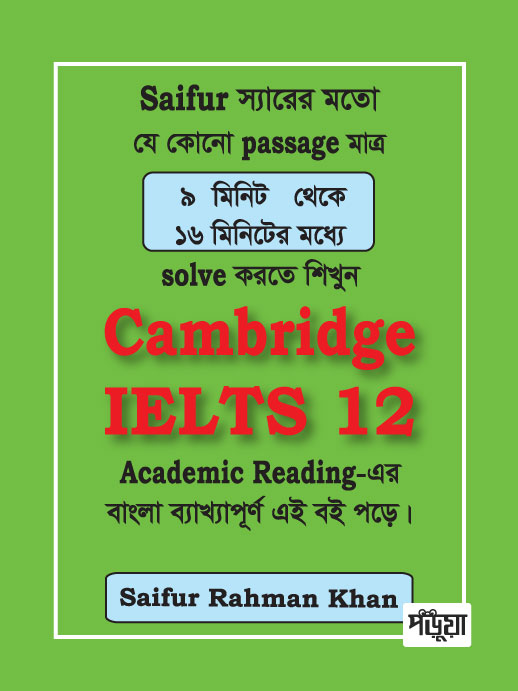 Saifur স্যারের মতো
যে কোনো passage মাত্র
৯ মিনিট থেকে
১৬ মিনিটের মধ্যে
solve করতে শিখুন
Cambridge
IELTS 12
Academic Reading-এর
বাংলা ব্যাখ্যাপূর্ণ এই বই পড়ে।
Saifur Rahman Khan
পড়ুয়া